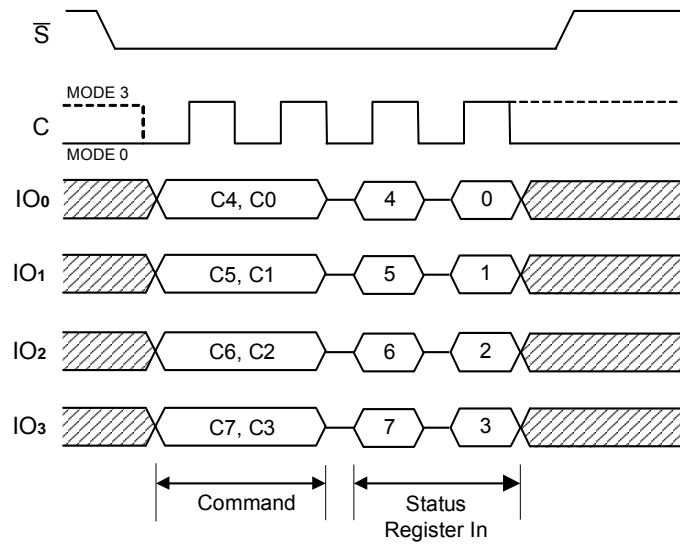 S
MODE 3
C
MODE 0
IO0 C4, C0 4 0
IO1 C5, C1 5 1
IO2 C6, C2 6 2
IO3 C7, C3 7 3
Command Status
Register In